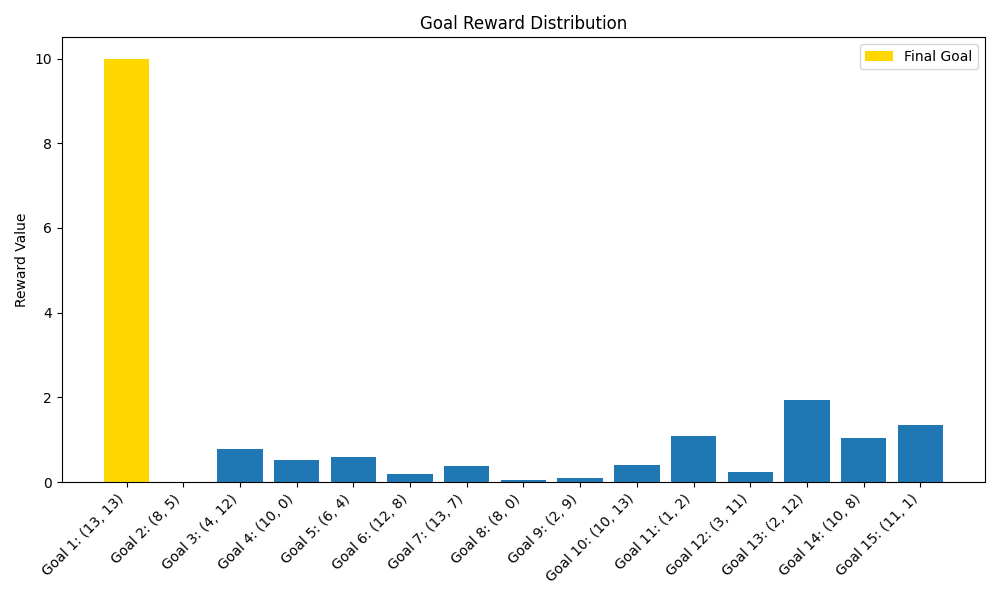 Goal Reward Distribution
Final Goal
Reward Value
10
8
6
4
2
0
Goal 1: (13, 13)
Goal 2: (8, 5)
Goal 3: (4, 12)
Goal 4: (10, 0)
Goal 5: (6, 4)
Goal 6: (12, 8)
Goal 7: (13, 7)
Goal 8: (8, 0)
Goal 9: (2, 9)
Goal 10: (10, 13)
Goal 11: (1, 2)
Goal 12: (3, 11)
Goal 13: (2, 12)
Goal 14: (10, 8)
Goal 15: (11, 1)